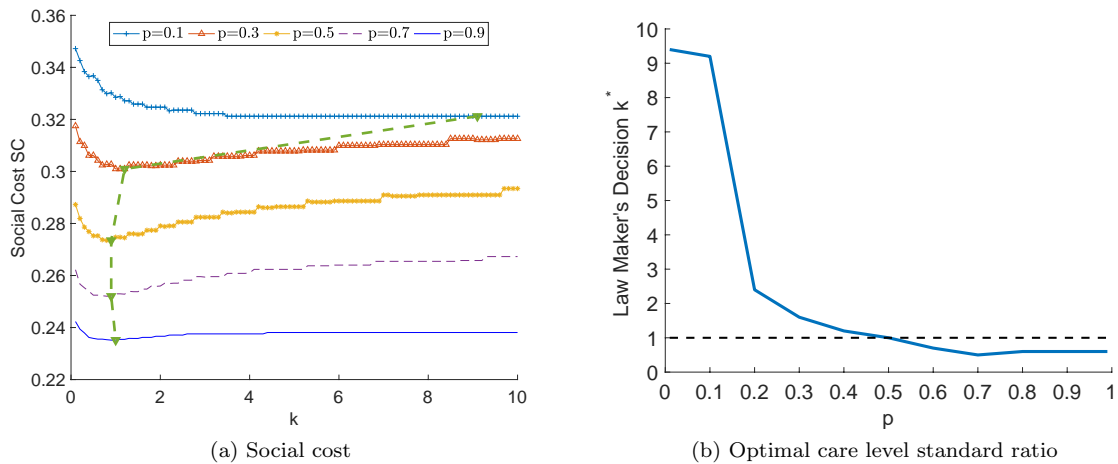 0.36
0.34
0.32
0.3
0.28
0.26
0.24
0.22
Social Cost SC
p=0.1 p=0.3 p=0.5 p=0.7 p=0.9
0 2 4 6 8 10
k
(a) Social cost
10
9
8
7
6
5
4
3
2
1
0
Law Maker's Decision k*
0 0.1 0.2 0.3 0.4 0.5 0.6 0.7 0.8 0.9 1
p
(b) Optimal care level standard ratio